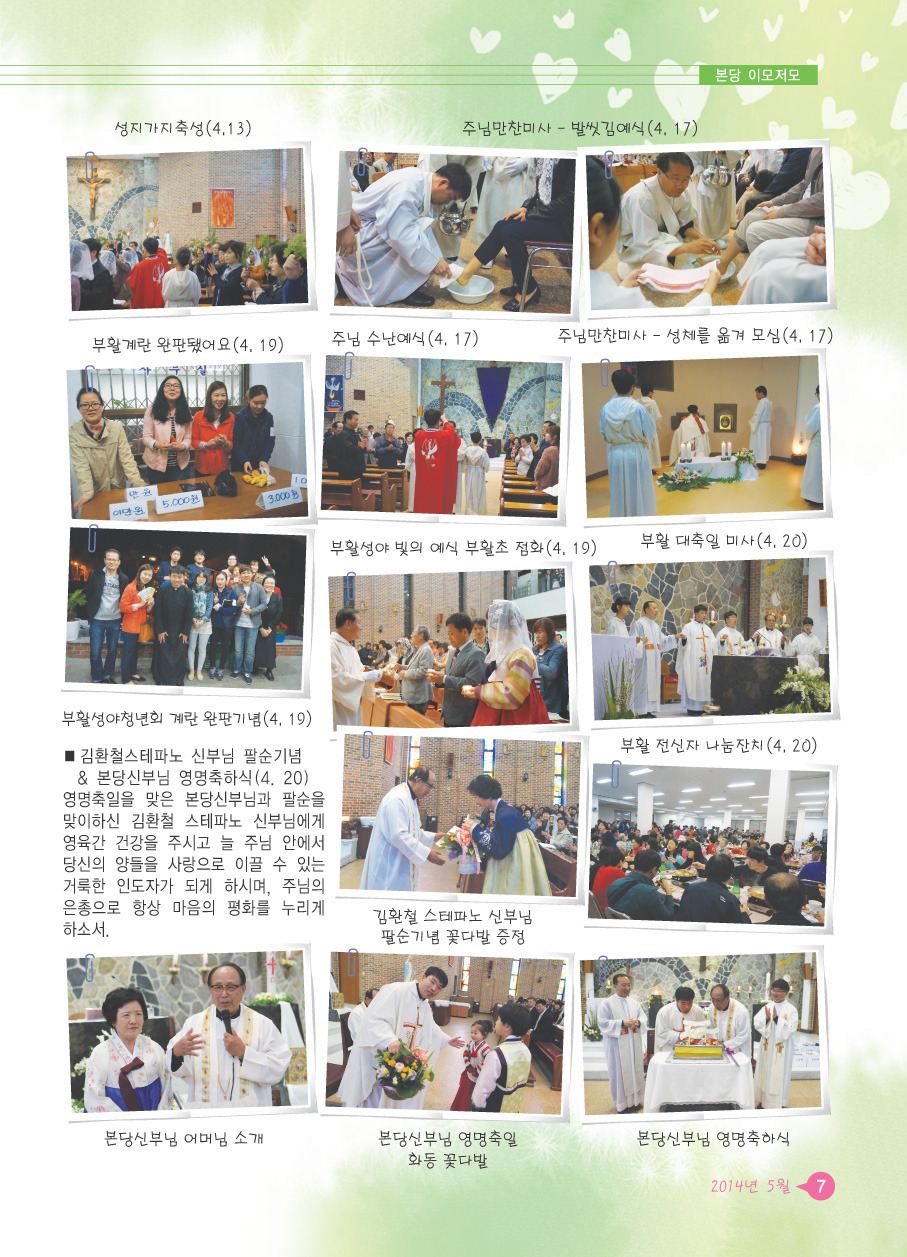 본당 이모저모
성지가지축성(4,13)
주님만찬미사 - 발씻김예식(4, 17)
부활계란 완판됐어요(4, 19)
주님 수난예식(4, 17)
주님만찬미사 - 성체를 옮겨 모심(4, 17)
사 무 실
만 원
이만원
5,000원
3,000원
10
부활성야 빛의 예식 부활초 점화(4, 19)
부활 대축일 미사(4, 20)
부활성야청년회 계란 완판기념(4, 19)
부활 전신자 나눔잔치(4, 20)
■ 김환철스테파노 신부님 팔순기념
& 본당신부님 영명축하식(4. 20)
영명축일을 맞은 본당신부님과 팔순을
맞이하신 김환철 스테파노 신부님에게
영육간 건강을 주시고 늘 주님 안에서
당신의 양들을 사랑으로 이끌 수 있는
거룩한 인도자가 되게 하시며, 주님의
은총으로 항상 마음의 평화를 누리게
하소서.
김환철 스테파노 신부님
팔순기념 꽃다발 증정
본당신부님 어머님 소개
본당신부님 영명축일
화동 꽃다발
본당신부님 영명축하식
2014년 5월 7